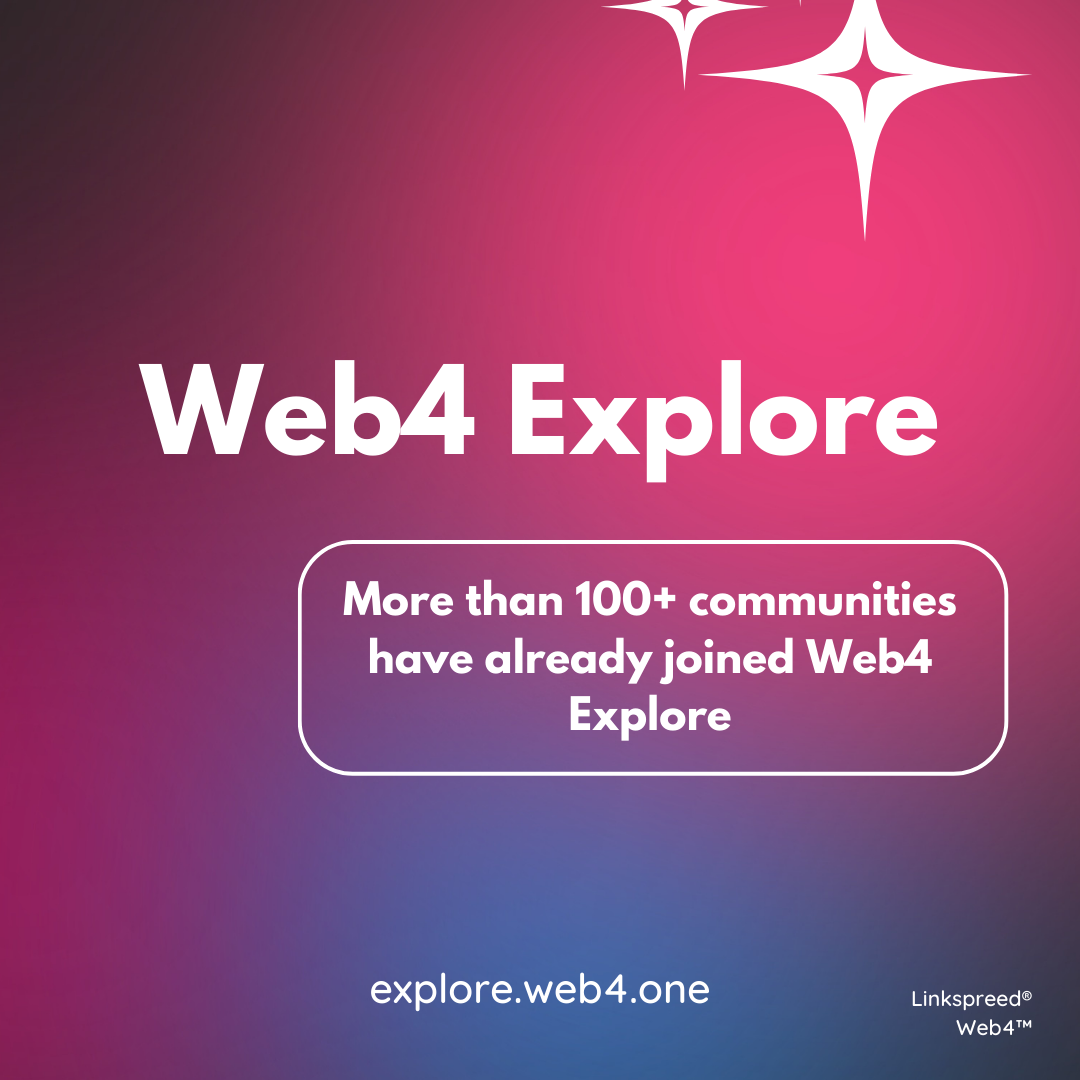 Web4 Explore
More than 100+ communities
have already joined Web4
Explore
explore.web4.one
Linkspreed®
Web4™